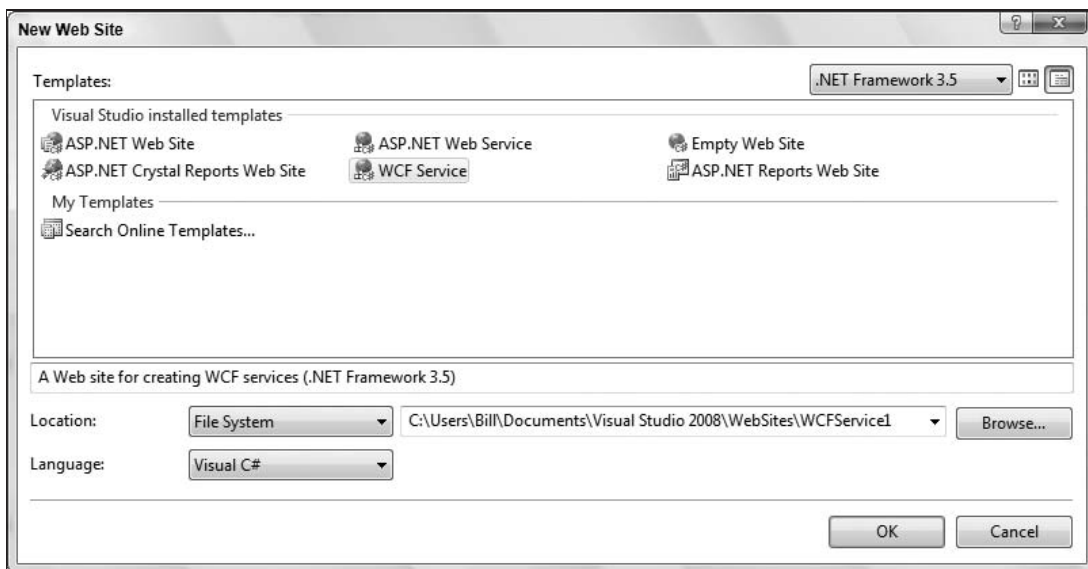 New Web Site
Templates:
.NET Framework 3.5
Visual Studio installed templates
ASP.NET Web Site
ASP.NET Web Service
Empty Web Site
ASP.NET Crystal Reports Web Site
WCF Service
ASP.NET Reports Web Site
My Templates
Search Online Templates...
A Web site for creating WCF services (.NET Framework 3.5)
Location:
File System
C:\Users\Bill\Documents\Visual Studio 2008\WebSites\WCFService1
Browse...
Language:
Visual C#
OK
Cancel